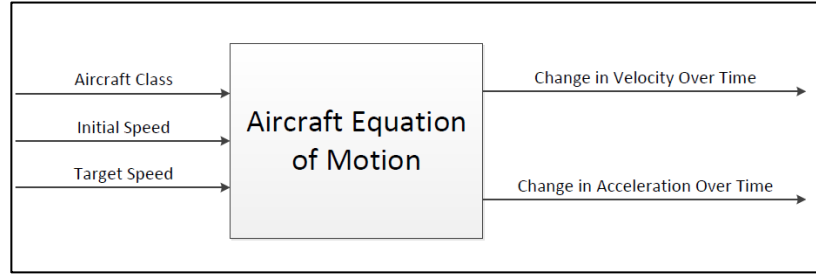 Aircraft Class
Initial Speed
Target Speed
Aircraft Equation
of Motion
Change in Velocity Over Time
Change in Acceleration Over Time